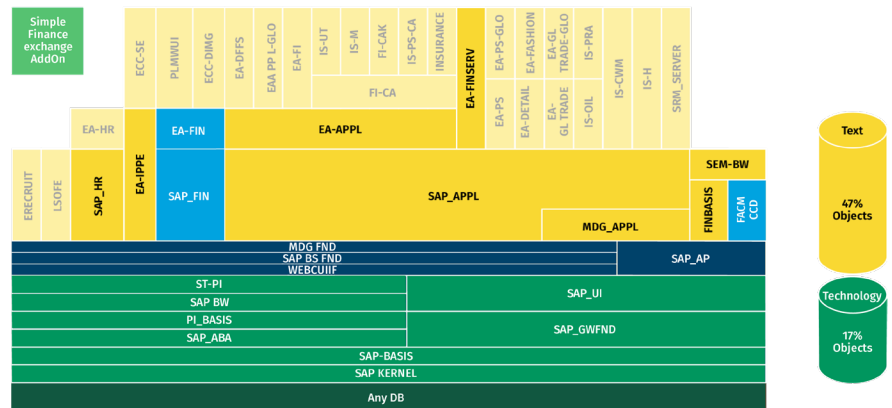 Simple
Finance
exchange
AddOn
ECC-SE
PLMWUI
ECC-DIMG
EA-DFFS
EAA PP L-GLO
EA-FI
IS-UT
IS-M
FI-CAK
IS-PS-CA
INSURANCE
FI-CA
EA-FINSERV
EA-PS-GLO
EA-FASHION
EA-GL
TRADE-GLO
IS-PRA
EA-PS
EA-DETAIL
EA-
GL TRADE
IS-OIL
IS-CWM
IS-H
SRM_SERVER
EA-HR
EA-FIN
EA-APPL
ERECRUIT
LSOFE
SAP_HR
EA-IPPE
SAP_FIN
SAP_APPL
MDG_APPL
SEM-BW
FINBASIS
FACM
CCD
MDG FND
SAP BS FND
WEBCUIIF
SAP_AP
ST-PI
SAP BW
SAP_UI
PI_BASIS
SAP_ABA
SAP_GWFND
SAP-BASIS
SAP KERNEL
Any DB
Text
47%
Objects
Technology
17%
Objects